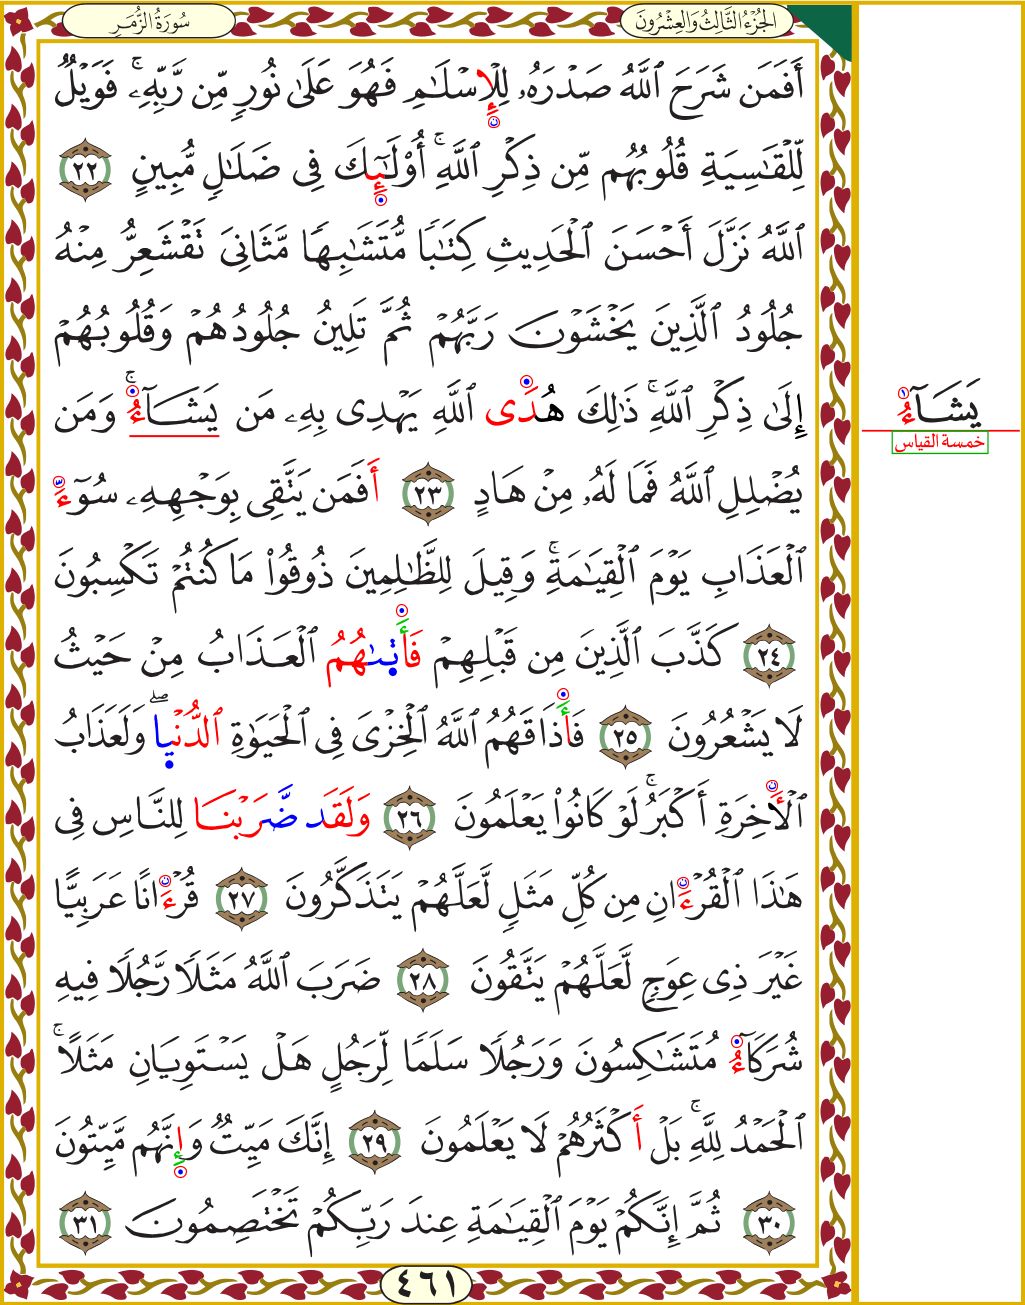 الجُزْءُ الثَّالِثُ وَالعِشْرُونَ
سُورَةُ الزُّمَرِ
أَفَمَن شَرَحَ ٱللَّهُ صَدْرَهُۥ لِلْإِسْلَٰمِ فَهُوَ عَلَىٰ نُورٍ مِّن رَّبِّهِۦۚ فَوَيْلٌ
لِّلْقَٰسِيَةِ قُلُوبُهُم مِّن ذِكْرِ ٱللَّهِۚ أُو۟لَٰٓئِكَ فِى ضَلَٰلٍ مُّبِينٍ ٢٢
ٱللَّهُ نَزَّلَ أَحْسَنَ ٱلْحَدِيثِ كِتَٰبًا مُّتَشَٰبِهًا مَّثَانِىَ تَقْشَعِرُّ مِنْهُ
جُلُودُ ٱلَّذِينَ يَخْشَوْنَ رَبَّهُمْ ثُمَّ تَلِينُ جُلُودُهُمْ وَقُلُوبُهُمْ
إِلَىٰ ذِكْرِ ٱللَّهِۚ ذَٰلِكَ هُدَى ٱللَّهِ يَهْدِى بِهِۦ مَن يَشَآءُۚ وَمَن
يَشَآءُ
خمسة القياس
يُضْلِلِ ٱللَّهُ فَمَا لَهُۥ مِنْ هَادٍ ٢٣ أَفَمَن يَتَّقِى بِوَجْهِهِۦ سُوٓءَ
ٱلْعَذَابِ يَوْمَ ٱلْقِيَٰمَةِۚ وَقِيلَ لِلظَّٰلِمِينَ ذُوقُوا۟ مَا كُنتُمْ تَكْسِبُونَ
٢٤ كَذَّبَ ٱلَّذِينَ مِن قَبْلِهِمْ فَأَتَىٰهُمُ ٱلْعَذَابُ مِنْ حَيْثُ
لَا يَشْعُرُونَ ٢٥ فَأَذَاقَهُمُ ٱللَّهُ ٱلْخِزْىَ فِى ٱلْحَيَوٰةِ ٱلدُّنْيَاۖ وَلَعَذَابُ
ٱلْأَخِرَةِ أَكْبَرُۚ لَوْ كَانُوا۟ يَعْلَمُونَ ٢٦ وَلَقَد ضَّرَبْنَا لِلنَّاسِ فِى
هَٰذَا ٱلْقُرْءَانِ مِن كُلِّ مَثَلٍ لَّعَلَّهُمْ يَتَذَكَّرُونَ ٢٧ قُرْءَانًا عَرَبِيًّا
غَيْرَ ذِى عِوَجٍ لَّعَلَّهُمْ يَتَّقُونَ ٢٨ ضَرَبَ ٱللَّهُ مَثَلًا رَّجُلًا فِيهِ
شُرَكَآءُ مُتَشَٰكِسُونَ وَرَجُلًا سَلَمًا لِّرَجُلٍ هَلْ يَسْتَوِيَانِ مَثَلًاۚ
ٱلْحَمْدُ لِلَّهِۚ بَلْ أَكْثَرُهُمْ لَا يَعْلَمُونَ ٢٩ إِنَّكَ مَيِّتٌ وَإِنَّهُم مَّيِّتُونَ
٣٠ ثُمَّ إِنَّكُمْ يَوْمَ ٱلْقِيَٰمَةِ عِندَ رَبِّكُمْ تَخْتَصِمُونَ ٣١
٤٦١